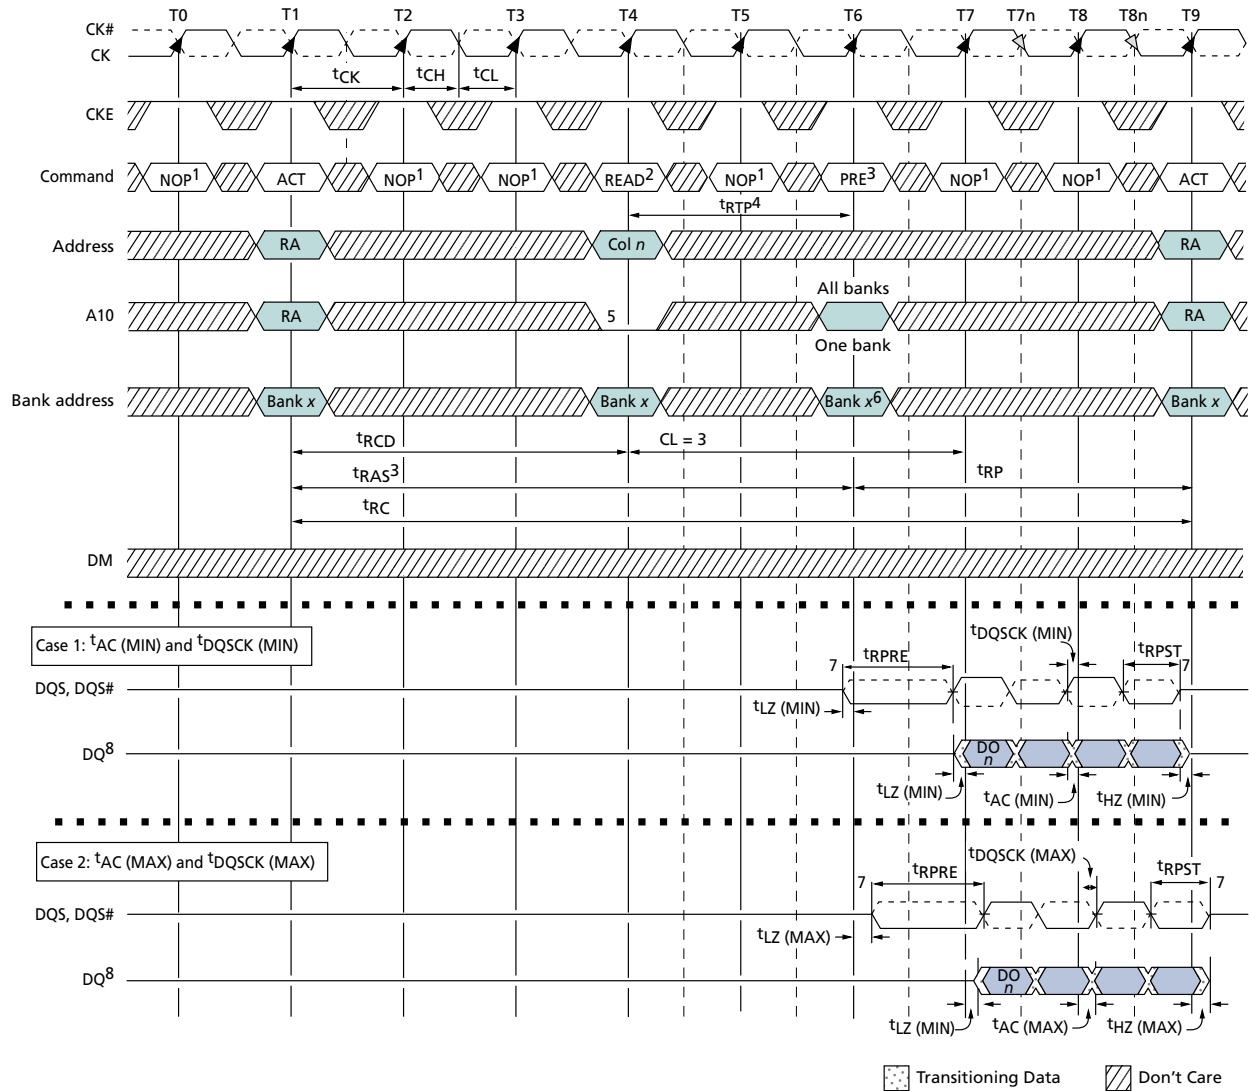 T0 T1 T2 T3 T4 T5 T6 T7 T7n T8 T8n T9
CK#
CK
tCK tCH tCL
CKE
Command NOP1 ACT NOP1 NOP1 READ2 NOP1 PRE3 NOP1 NOP1 ACT
tRTP4
Address RA Col n RA
All banks
A10 RA 5 RA
One bank
Bank address Bank x Bank x Bank x6 Bank x
tRCD CL = 3
tRAS3 tRP
tRC
DM
Case 1: tAC (MIN) and tDQSCK (MIN)
tDQSCK (MIN)
7 tRPRE tRPST 7
DQS, DQS#
tLZ (MIN)
DQ8 DO n
tLZ (MIN) tAC (MIN) tHZ (MIN)
Case 2: tAC (MAX) and tDQSCK (MAX)
tDQSCK (MAX)
7 tRPRE tRPST 7
DQS, DQS#
tLZ (MAX)
DQ8 DO n
tLZ (MIN) tAC (MAX) tHZ (MAX)
Transitioning Data Don't Care